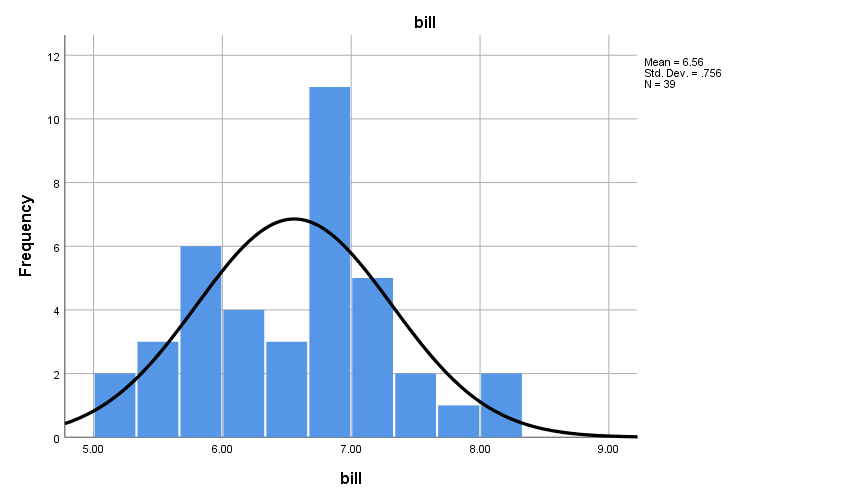 bill
Mean = 6.56
Std. Dev. = .756
N = 39
Frequency
12
10
8
6
4
2
0
5.00 6.00 7.00 8.00 9.00
bill